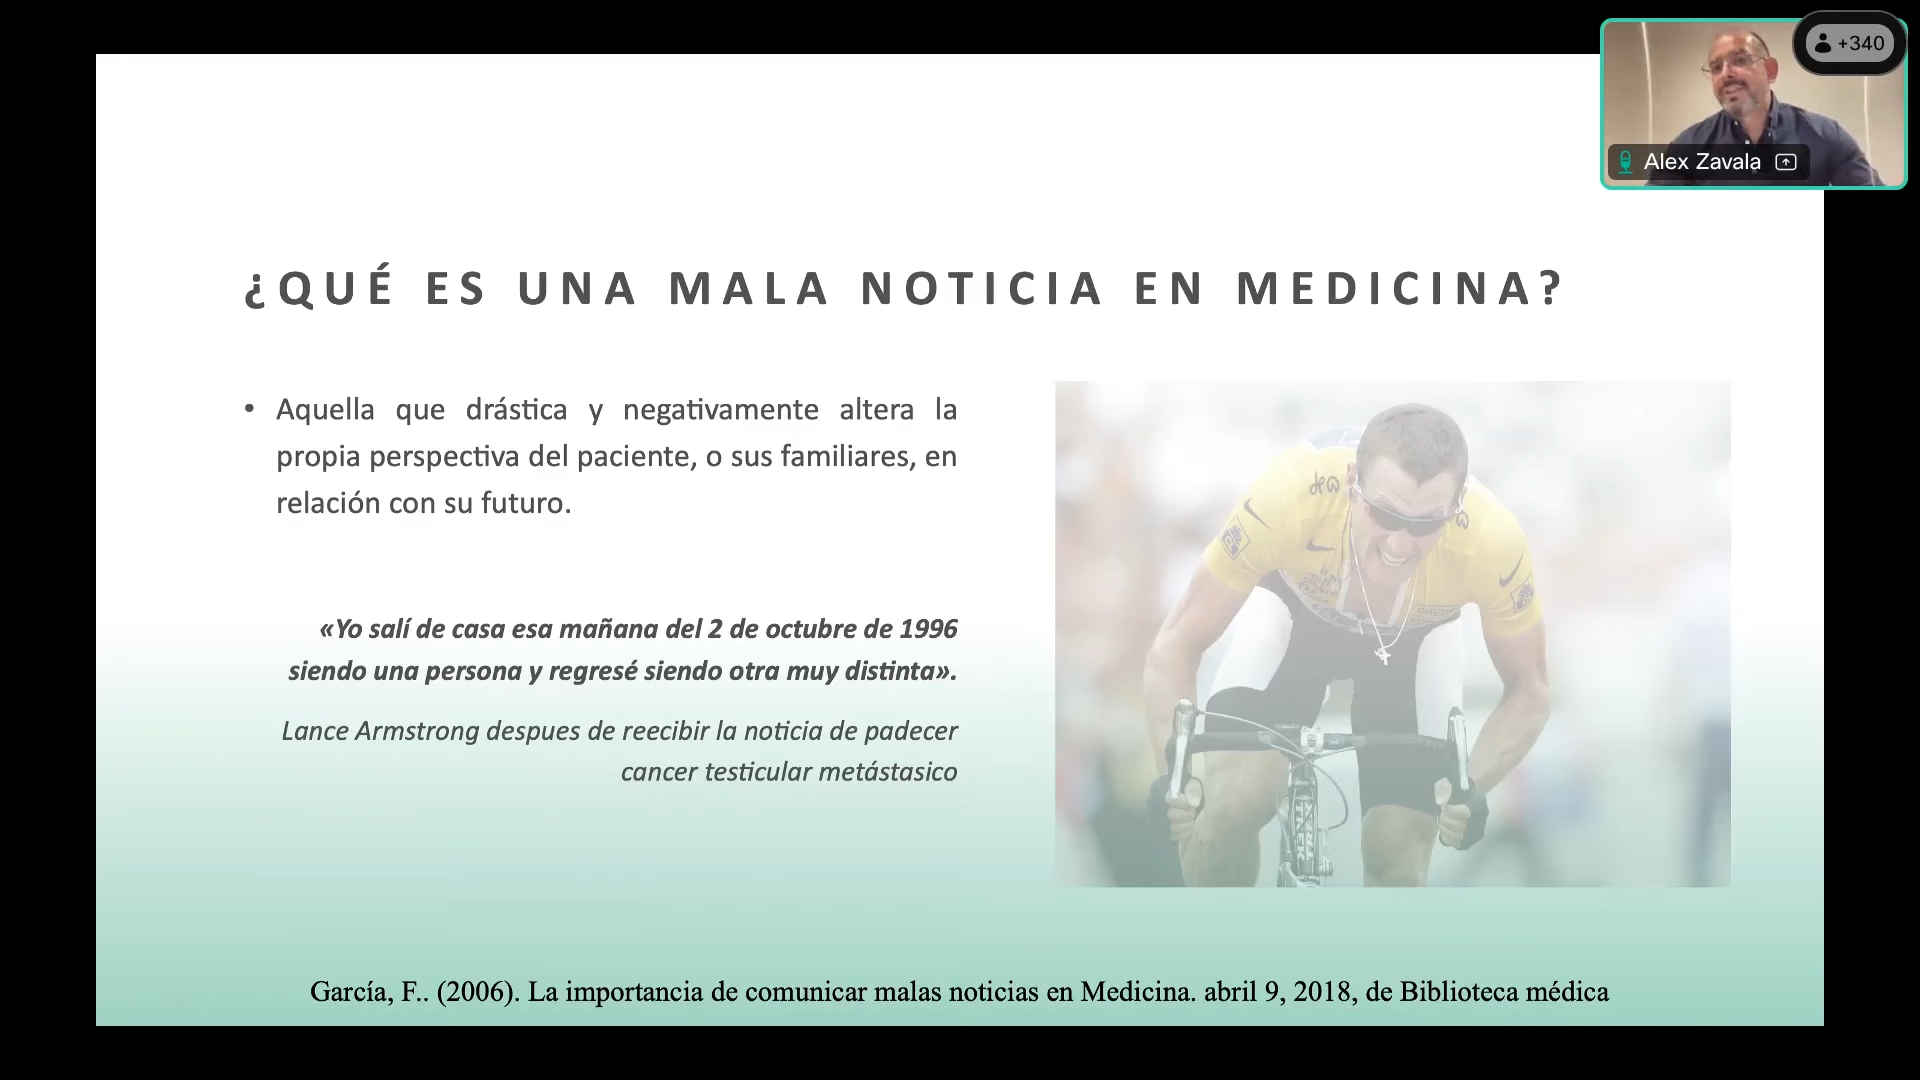 +340
Alex Zavala
¿QUÉ ES UNA MALA NOTICIA EN MEDICINA?
• Aquella que drástica y negativamente altera la
propia perspectiva del paciente, o sus familiares, en
relación con su futuro.
«Yo salí de casa esa mañana del 2 de octubre de 1996
siendo una persona y regresé siendo otra muy distinta».
Lance Armstrong despues de reecibir la noticia de padecer
cancer testicular metástasico
García, F.. (2006). La importancia de comunicar malas noticias en Medicina. abril 9, 2018, de Biblioteca médica